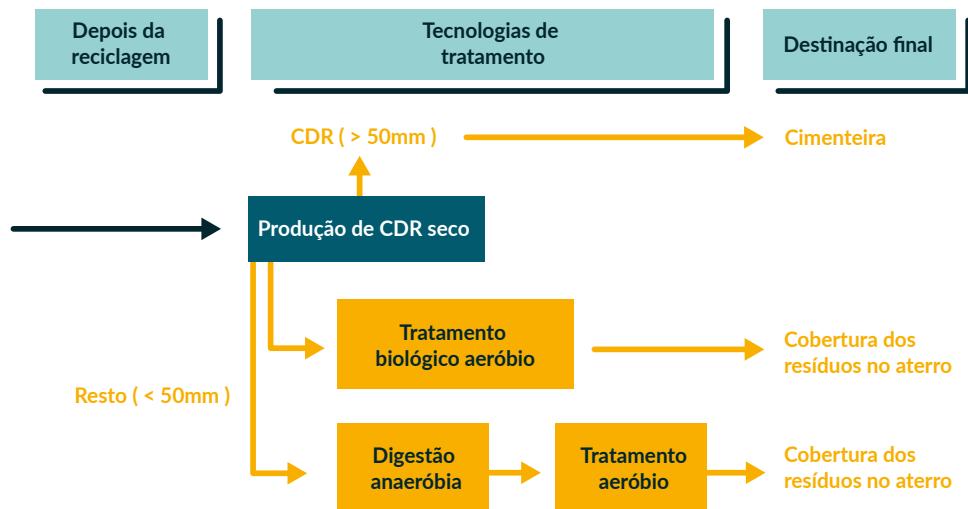 Depois da
reciclagem
Tecnologias de
tratamento
Destinação final
CDR ( > 50mm )
Cimenteira
Produção de CDR seco
Tratamento
biológico aeróbio
Cobertura dos
resíduos no aterro
Resto ( < 50mm )
Digestão
anaeróbia
Tratamento
aeróbio
Cobertura dos
resíduos no aterro